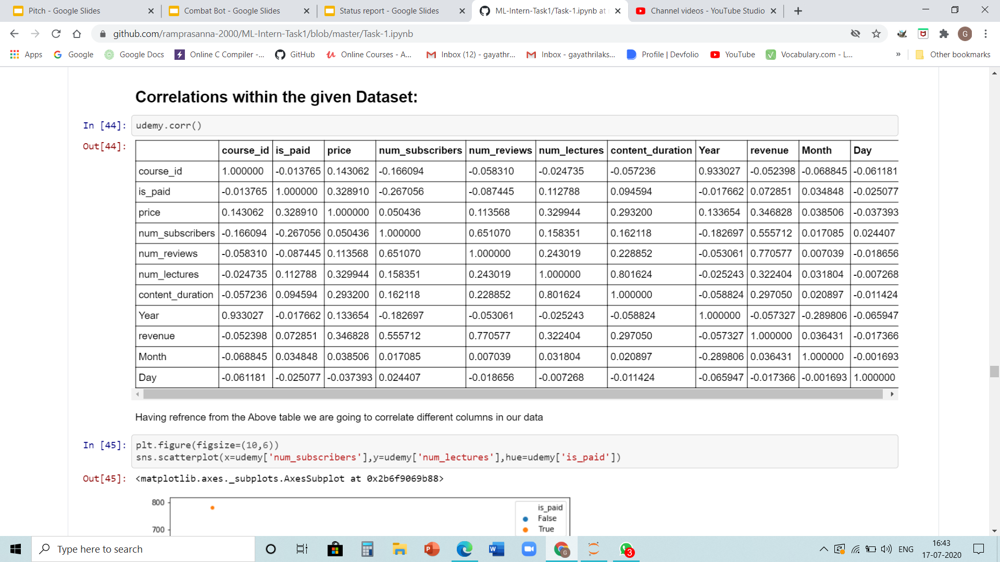 Pitch - Google Slides
Combat Bot - Google Slides
Status report - Google Slides
ML-Intern-Task1/Task-1.ipynb at
Channel videos - YouTube Studio
github.com/ramprasanna-2000/ML-Intern-Task1/blob/master/Task-1.ipynb
G
Apps Google Google Docs Online C Compiler -... GitHub Online Courses - A... Inbox (12) - gayathr... Inbox - gayathrilaks... Profile | Devfolio YouTube Vocabulary.com - L... » Other bookmarks
Correlations within the given Dataset:
In [44]: udemy.corr()
Out[44]:
course_id is_paid price num_subscribers num_reviews num_lectures content_duration Year revenue Month Day
course_id 1.000000 -0.013765 0.143062 -0.166094 -0.058310 -0.024735 -0.057236 0.933027 -0.052398 -0.068845 -0.061181
is_paid -0.013765 1.000000 0.328910 -0.267056 -0.087445 0.112788 0.094594 -0.017662 0.072851 0.034848 -0.025077
price 0.143062 0.328910 1.000000 0.050436 0.113568 0.329944 0.293200 0.133654 0.346828 0.038506 -0.037393
num_subscribers -0.166094 -0.267056 0.050436 1.000000 0.651070 0.158351 0.162118 -0.182697 0.555712 0.017085 0.024407
num_reviews -0.058310 -0.087445 0.113568 0.651070 1.000000 0.243019 0.228852 -0.053061 0.770577 0.007039 -0.018656
num_lectures -0.024735 0.112788 0.329944 0.158351 0.243019 1.000000 0.801624 -0.025243 0.322404 0.031804 -0.007268
content_duration -0.057236 0.094594 0.293200 0.162118 0.228852 0.801624 1.000000 -0.058824 0.297050 0.020897 -0.011424
Year 0.933027 -0.017662 0.133654 -0.182697 -0.053061 -0.025243 -0.058824 1.000000 -0.057327 -0.289806 -0.065947
revenue -0.052398 0.072851 0.346828 0.555712 0.770577 0.322404 0.297050 -0.057327 1.000000 0.036431 -0.017366
Month -0.068845 0.034848 0.038506 0.017085 0.007039 0.031804 0.020897 -0.289806 0.036431 1.000000 -0.001693
Day -0.061181 -0.025077 -0.037393 0.024407 -0.018656 -0.007268 -0.011424 -0.065947 -0.017366 -0.001693 1.000000
Having refrence from the Above table we are going to correlate different columns in our data
In [45]: plt.figure(figsize=(10,6))
sns.scatterplot(x=udemy['num_subscribers'],y=udemy['num_lectures'],hue=udemy['is_paid'])
Out[45]: <matplotlib.axes._subplots.AxesSubplot at 0x2b6f9069b88>
800
is_paid
False
700
True
Type here to search
3
ENG
16:43
17-07-2020